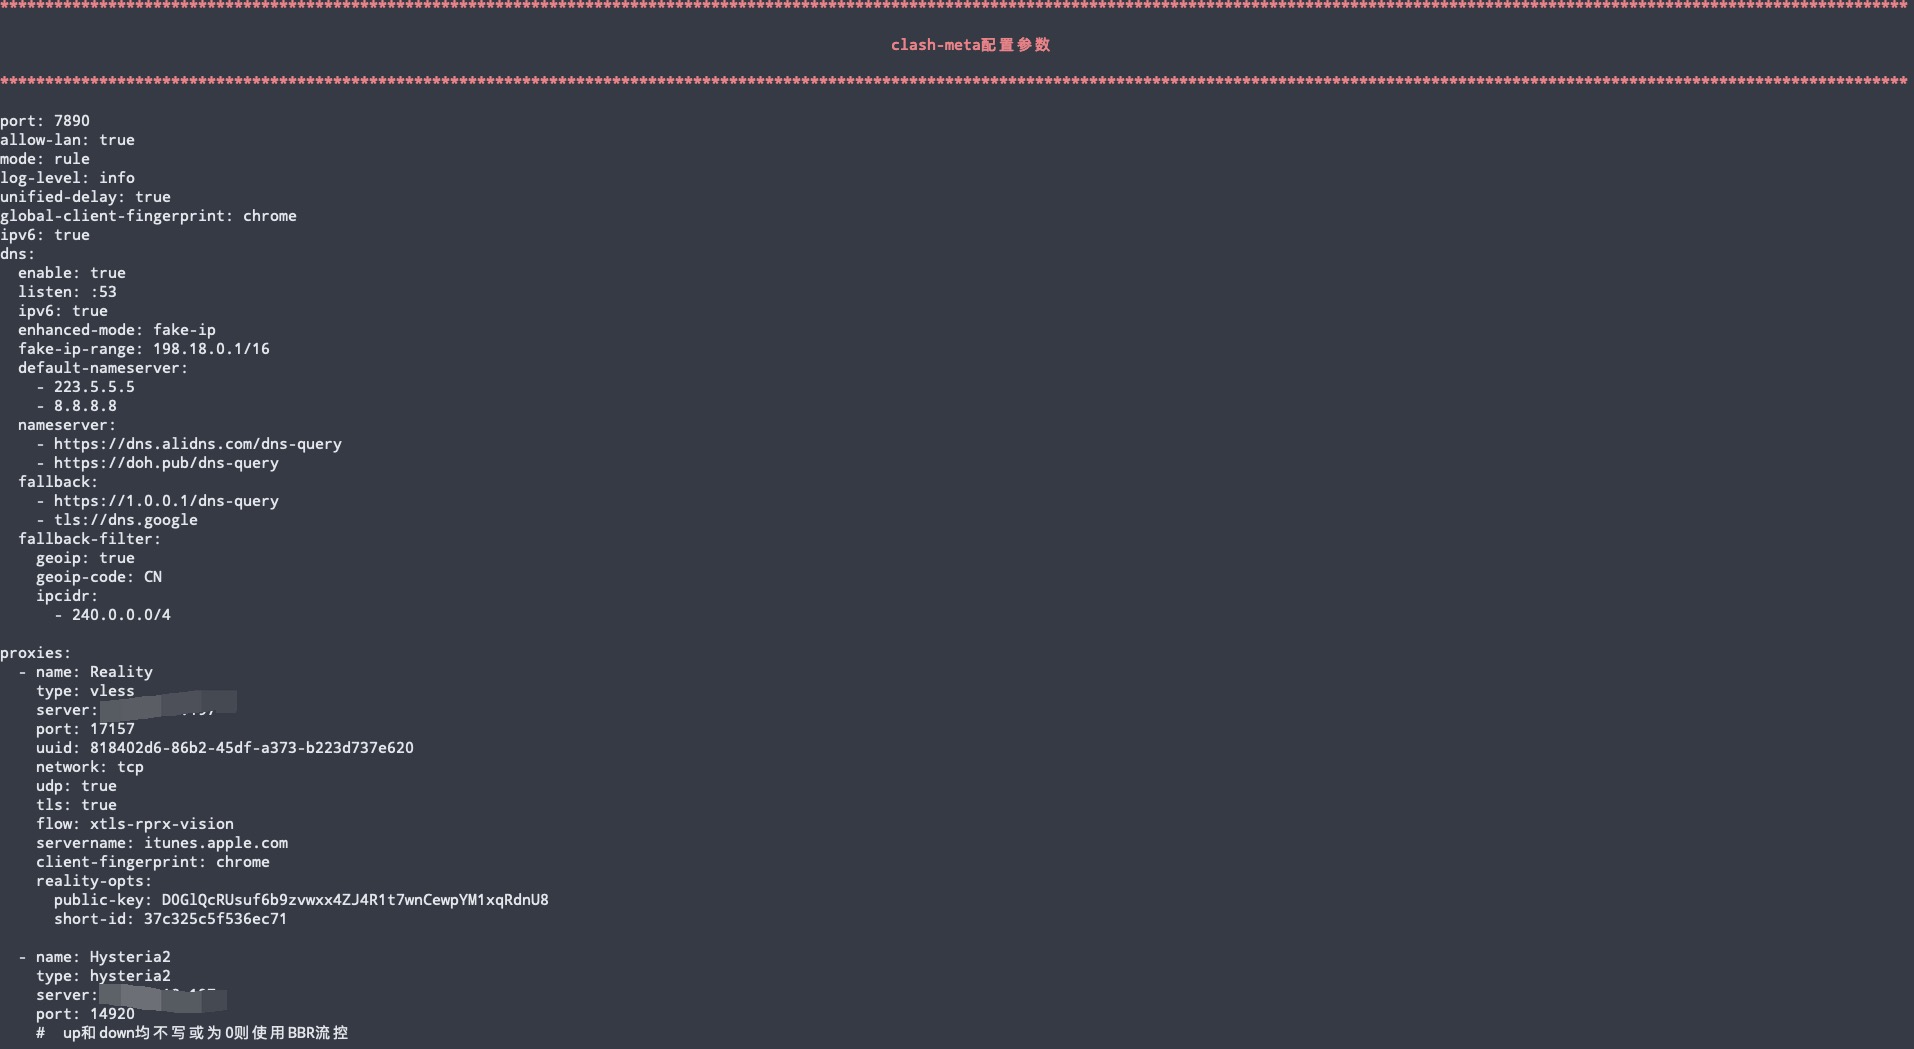 ************************************************************************************************************************************************************************************************************************
clash-meta配置参数
************************************************************************************************************************************************************************************************************************
port: 7890
allow-lan: true
mode: rule
log-level: info
unified-delay: true
global-client-fingerprint: chrome
ipv6: true
dns:
  enable: true
  listen: :53
  ipv6: true
  enhanced-mode: fake-ip
  fake-ip-range: 198.18.0.1/16
  default-nameserver:
    - 223.5.5.5
    - 8.8.8.8
  nameserver:
    - https://dns.alidns.com/dns-query
    - https://doh.pub/dns-query
  fallback:
    - https://1.0.0.1/dns-query
    - tls://dns.google
  fallback-filter:
    geoip: true
    geoip-code: CN
    ipcidr:
      - 240.0.0.0/4
proxies:
  - name: Reality
    type: vless
    server:
    port: 17157
    uuid: 818402d6-86b2-45df-a373-b223d737e620
    network: tcp
    udp: true
    tls: true
    flow: xtls-rprx-vision
    servername: itunes.apple.com
    client-fingerprint: chrome
    reality-opts:
      public-key: DOGlQcRUsuf6b9zvwxx4ZJ4R1t7wnCewpYM1xqRdnU8
      short-id: 37c325c5f536ec71
  - name: Hysteria2
    type: hysteria2
    server:
    port: 14920
    #  up和down均不写或为0则使用BBR流控